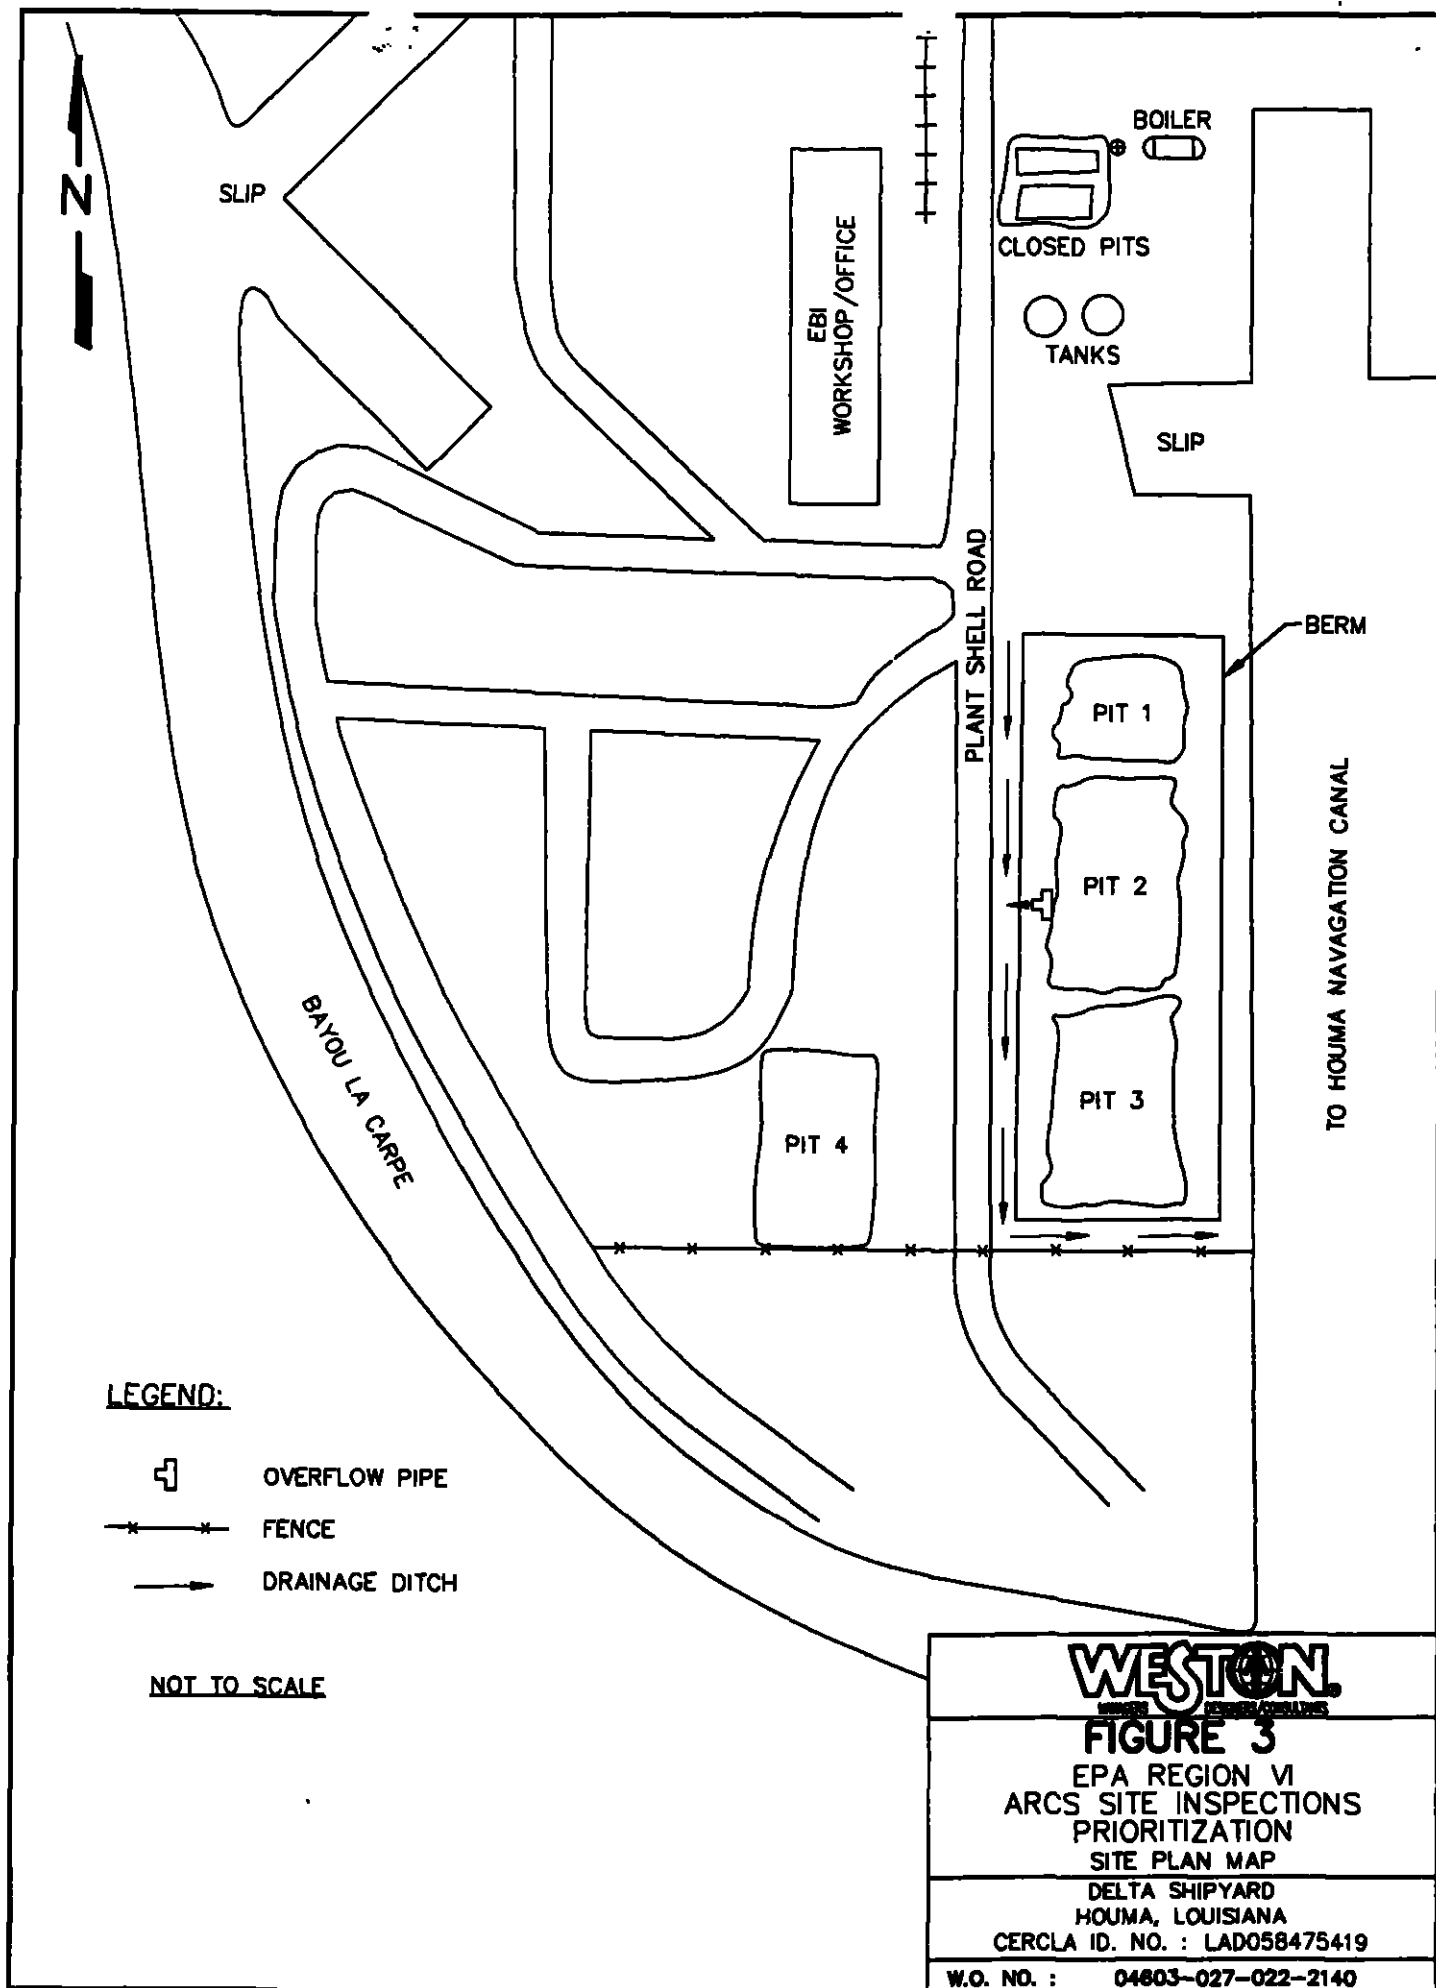 N
SLIP
BOILER
CLOSED PITS
TANKS
EBI
WORKSHOP/OFFICE
SLIP
PLANT SHELL ROAD
BERM
PIT 1
PIT 2
PIT 3
PIT 4
TO HOUMA NAVAGATION CANAL
BAYOU LA CARPE
LEGEND:
OVERFLOW PIPE
FENCE
DRAINAGE DITCH
NOT TO SCALE
WESTON®
MANAGERS DESIGNERS/CONSULTANTS
FIGURE 3
EPA REGION VI
ARCS SITE INSPECTIONS
PRIORITIZATION
SITE PLAN MAP
DELTA SHIPYARD
HOUMA, LOUISIANA
CERCLA ID. NO. : LAD058475419
W.O. NO. : 04603-027-022-2140